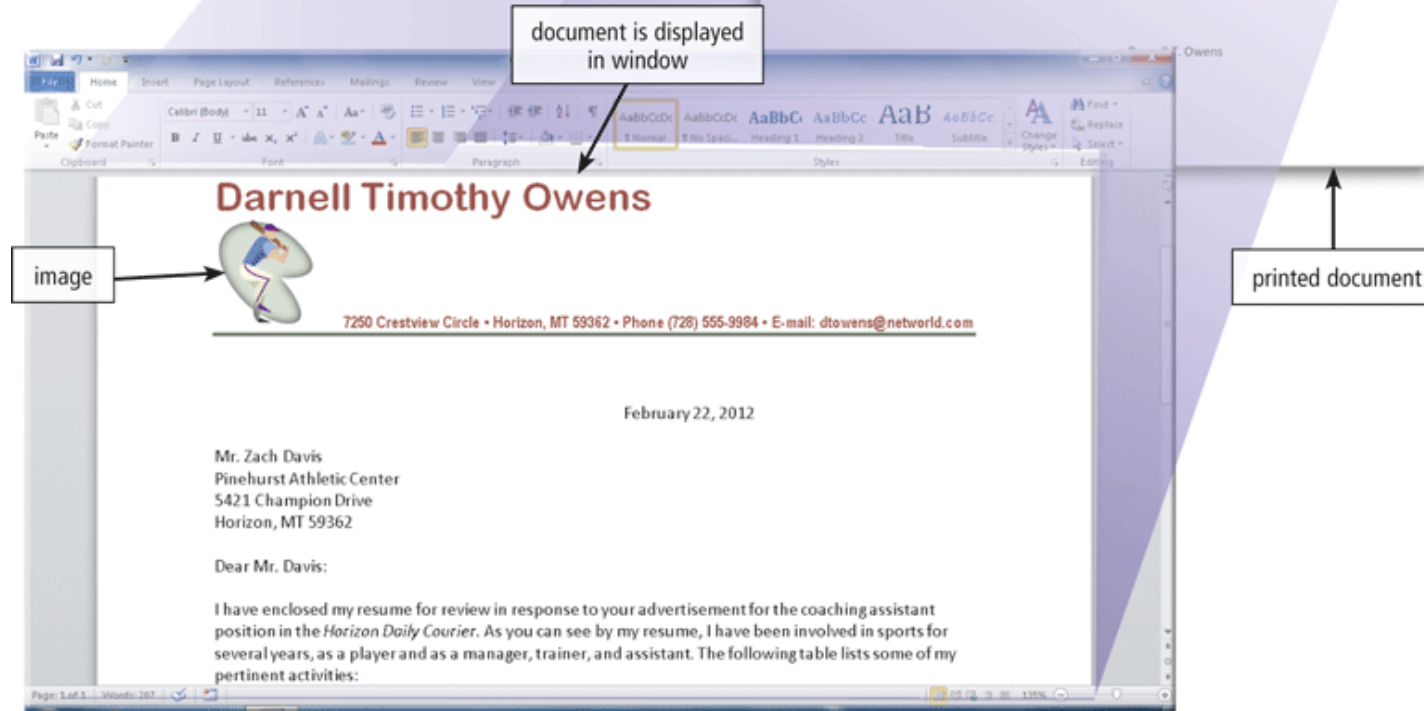 document is displayed
in window
T. Owens
File Home Insert Page Layout References Mailings Review View
Cut
Copy
Format Painter
Paste
Calibri (Body) 11
AaBbCcDc AaBbCcDc AaBbC AaBbCc AaB AaBbCc.
¶ Normal ¶ No Spaci... Heading 1 Heading 2 Title Subtitle
Change
Styles
Find
Replace
Select
Clipboard Font Paragraph Styles Editing
Darnell Timothy Owens
image
printed document
7250 Crestview Circle • Horizon, MT 59362 • Phone (728) 555-9984 • E-mail: dtowens@networld.com
February 22, 2012
Mr. Zach Davis
Pinehurst Athletic Center
5421 Champion Drive
Horizon, MT 59362
Dear Mr. Davis:
I have enclosed my resume for review in response to your advertisement for the coaching assistant
position in the Horizon Daily Courier. As you can see by my resume, I have been involved in sports for
several years, as a player and as a manager, trainer, and assistant. The following table lists some of my
pertinent activities:
Page: 1 of 1 Words: 267 135%